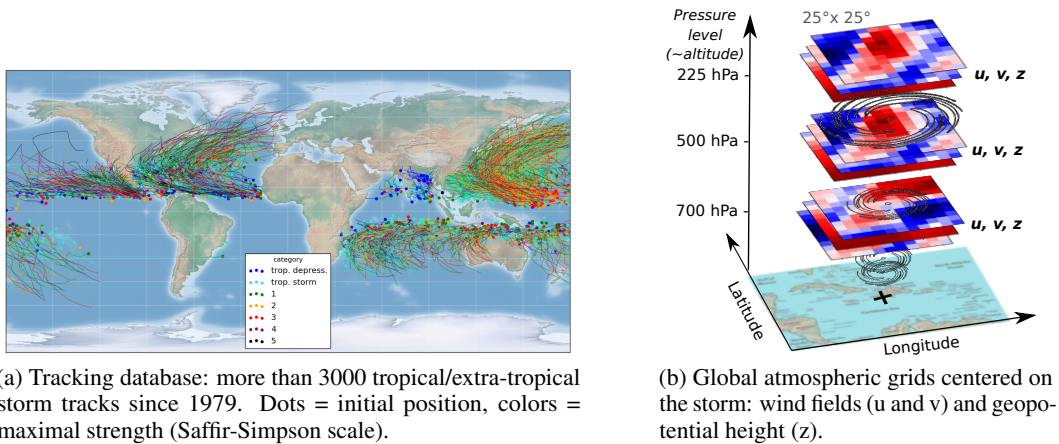 category
trop. depress.
trop. storm
1
2
3
4
5
(a) Tracking database: more than 3000 tropical/extra-tropical
storm tracks since 1979. Dots = initial position, colors =
maximal strength (Saffir-Simpson scale).
Pressure
level
(~altitude)
25°x 25°
225 hPa
u, v, z
500 hPa
u, v, z
700 hPa
u, v, z
Latitude
Longitude
(b) Global atmospheric grids centered on
the storm: wind fields (u and v) and geopo-
tential height (z).